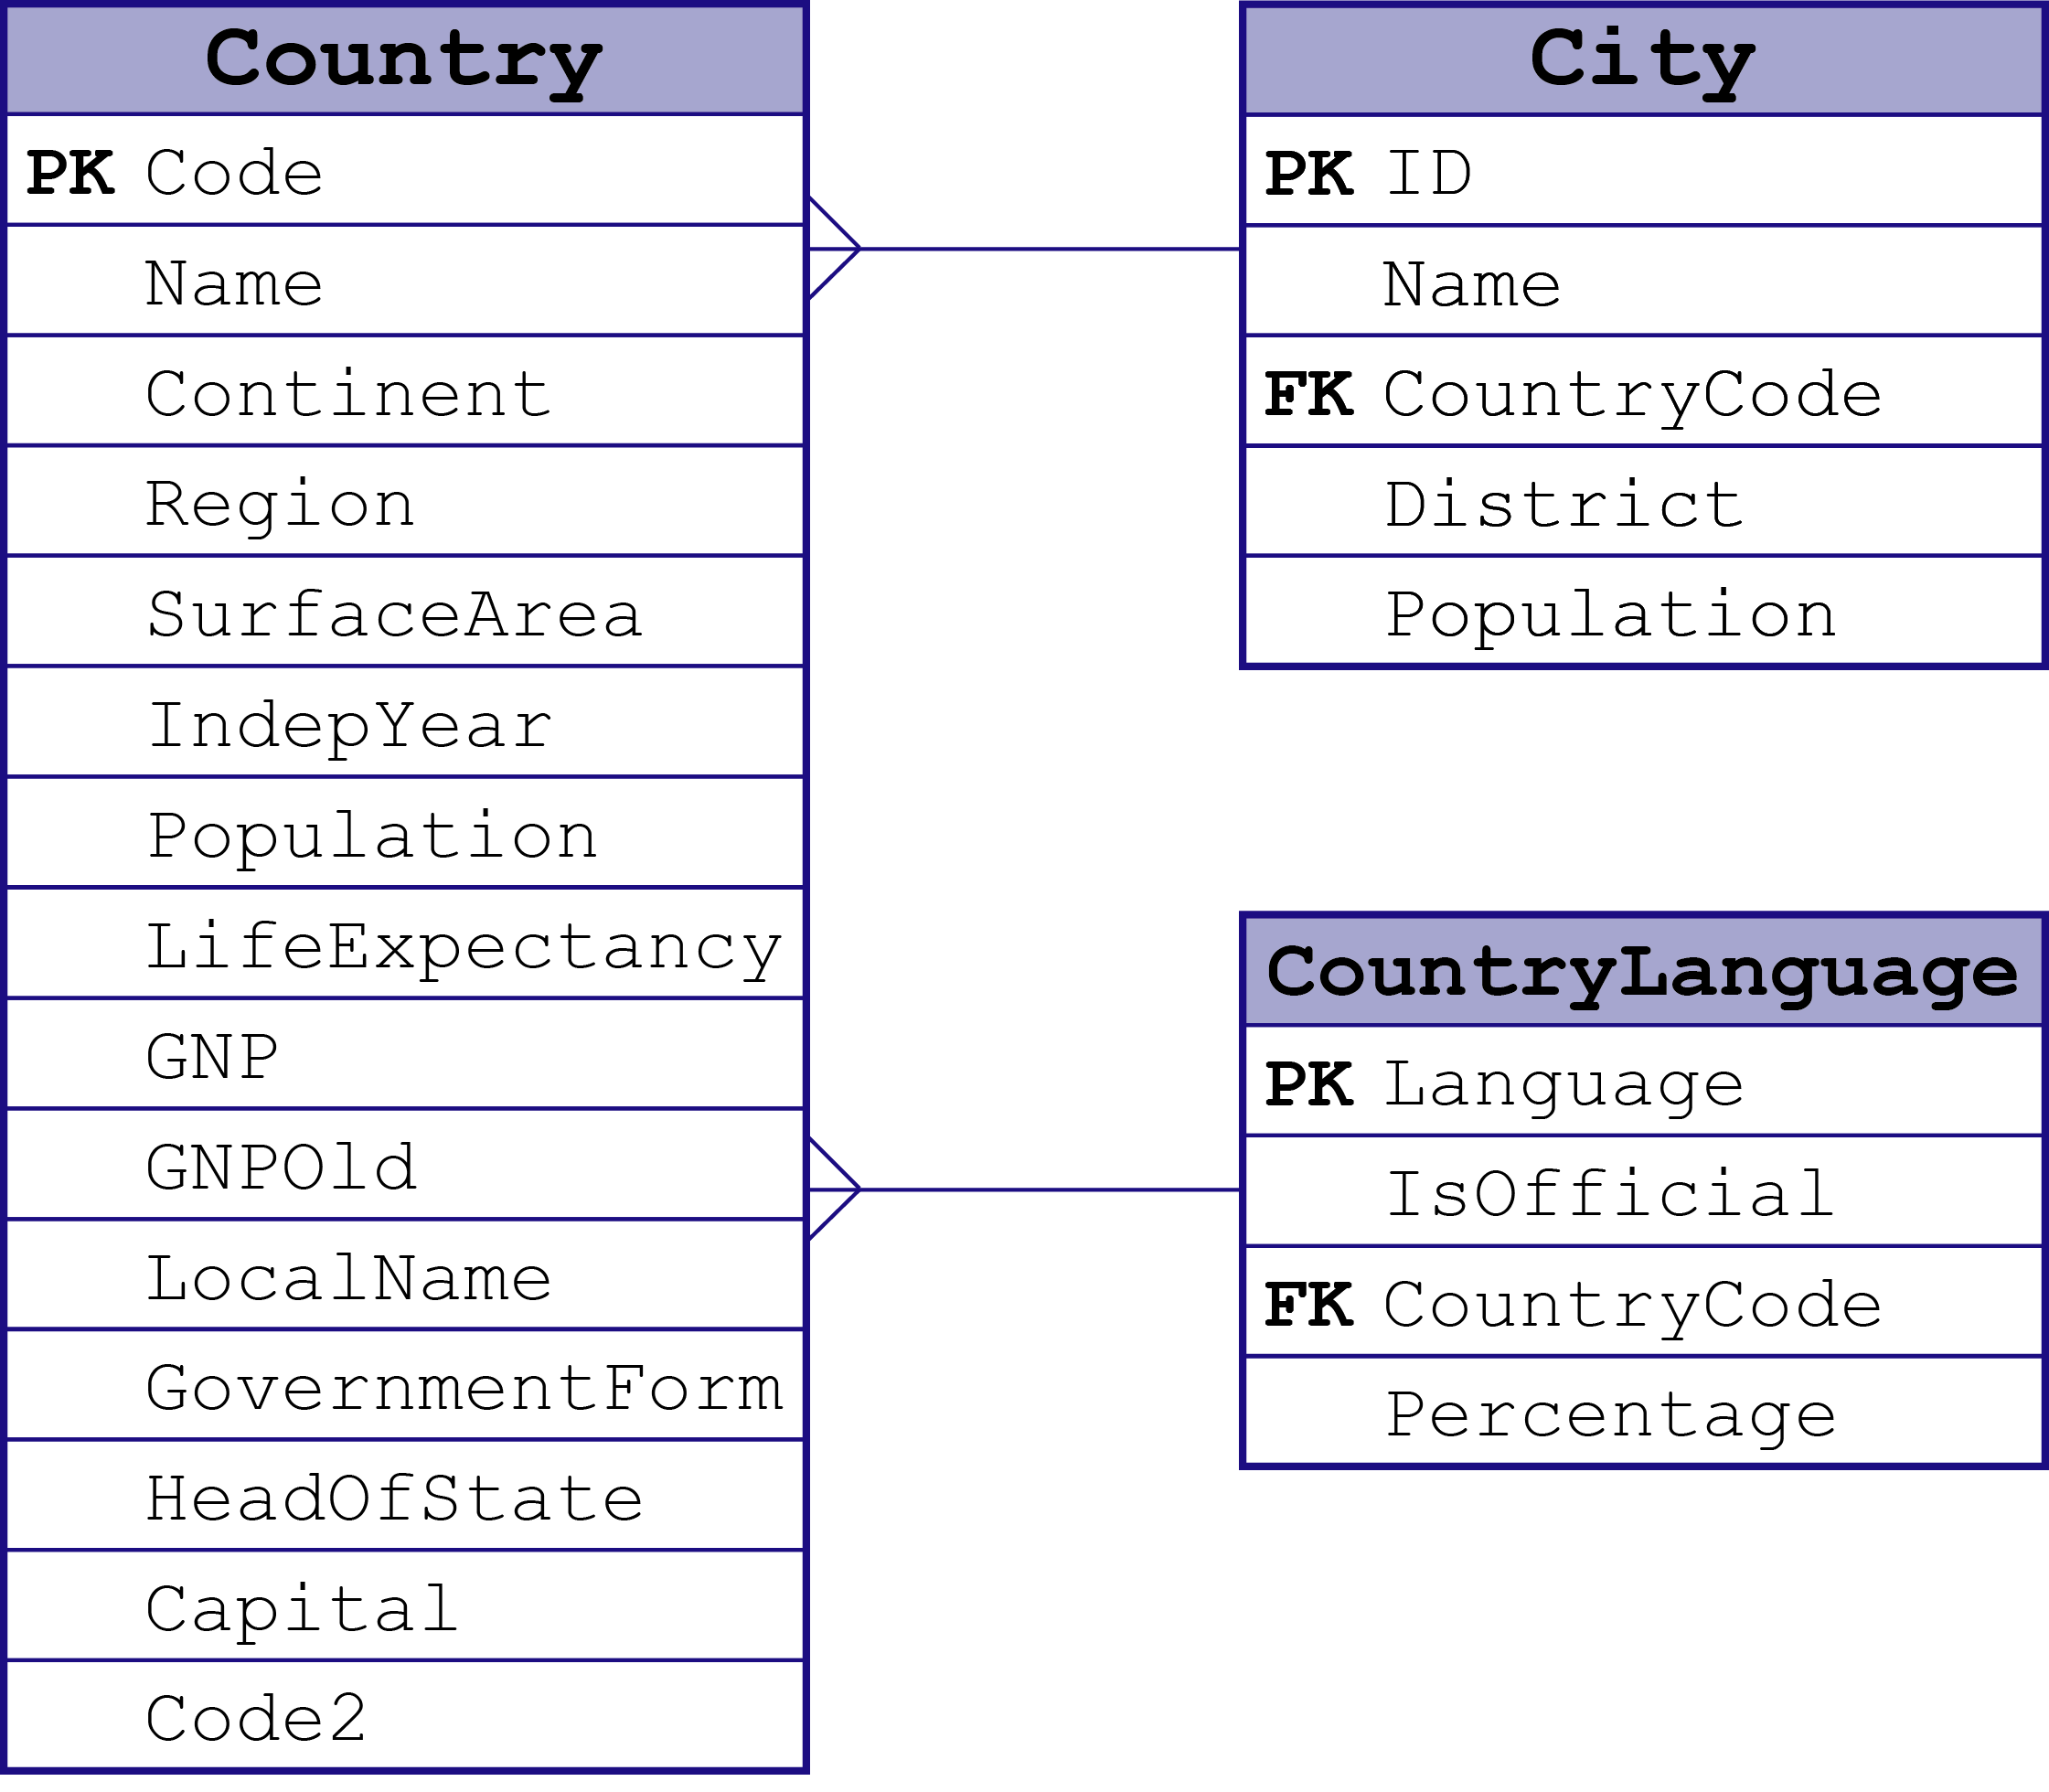 Country
PK Code
Name
Continent
Region
SurfaceArea
IndepYear
Population
LifeExpectancy
GNP
GNPOld
LocalName
GovernmentForm
HeadOfState
Capital
Code2
City
PK ID
Name
FK CountryCode
District
Population
CountryLanguage
PK Language
IsOfficial
FK CountryCode
Percentage